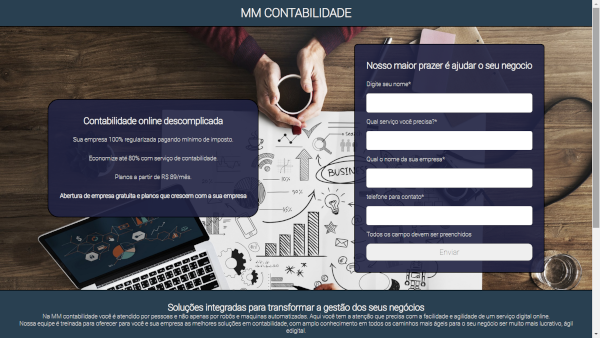 MM CONTABILIDADE
Contabilidade online descomplicada
Sua empresa 100% regularizada pagando mínimo de imposto.
Economize até 80% com serviço de contabilidade.
Planos a partir de R$ 89/mês.
Abertura de empresa gratuita e planos que crescem com a sua empresa
Nosso maior prazer é ajudar o seu negocio
Digite seu nome*
Qual serviço você precisa?*
Qual o nome da sua empresa*
telefone para contato*
Todos os campo devem ser preenchidos
Enviar
BUSIN
Soluções integradas para transformar a gestão dos seus negócios
Na MM contabilidade você é atendido por pessoas e não apenas por robôs e maquinas automatizadas. Aqui você tem a atenção que precisa com a facilidade e agilidade de um serviço digital online.
Nossa equipe é treinada para oferecer para você e sua empresa as melhores soluções em contabilidade, com amplo conhecimento em todos os caminhos mais ágeis para o seu negócio ser muito mais lucrativo, ágil
edigital.